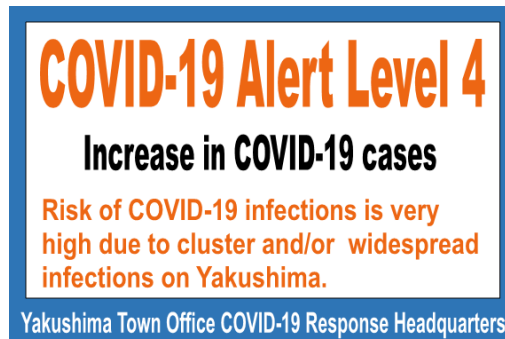 COVID-19 Alert Level 4
Increase in COVID-19 cases
Risk of COVID-19 infections is very
high due to cluster and/or widespread
infections on Yakushima.
Yakushima Town Office COVID-19 Response Headquarters